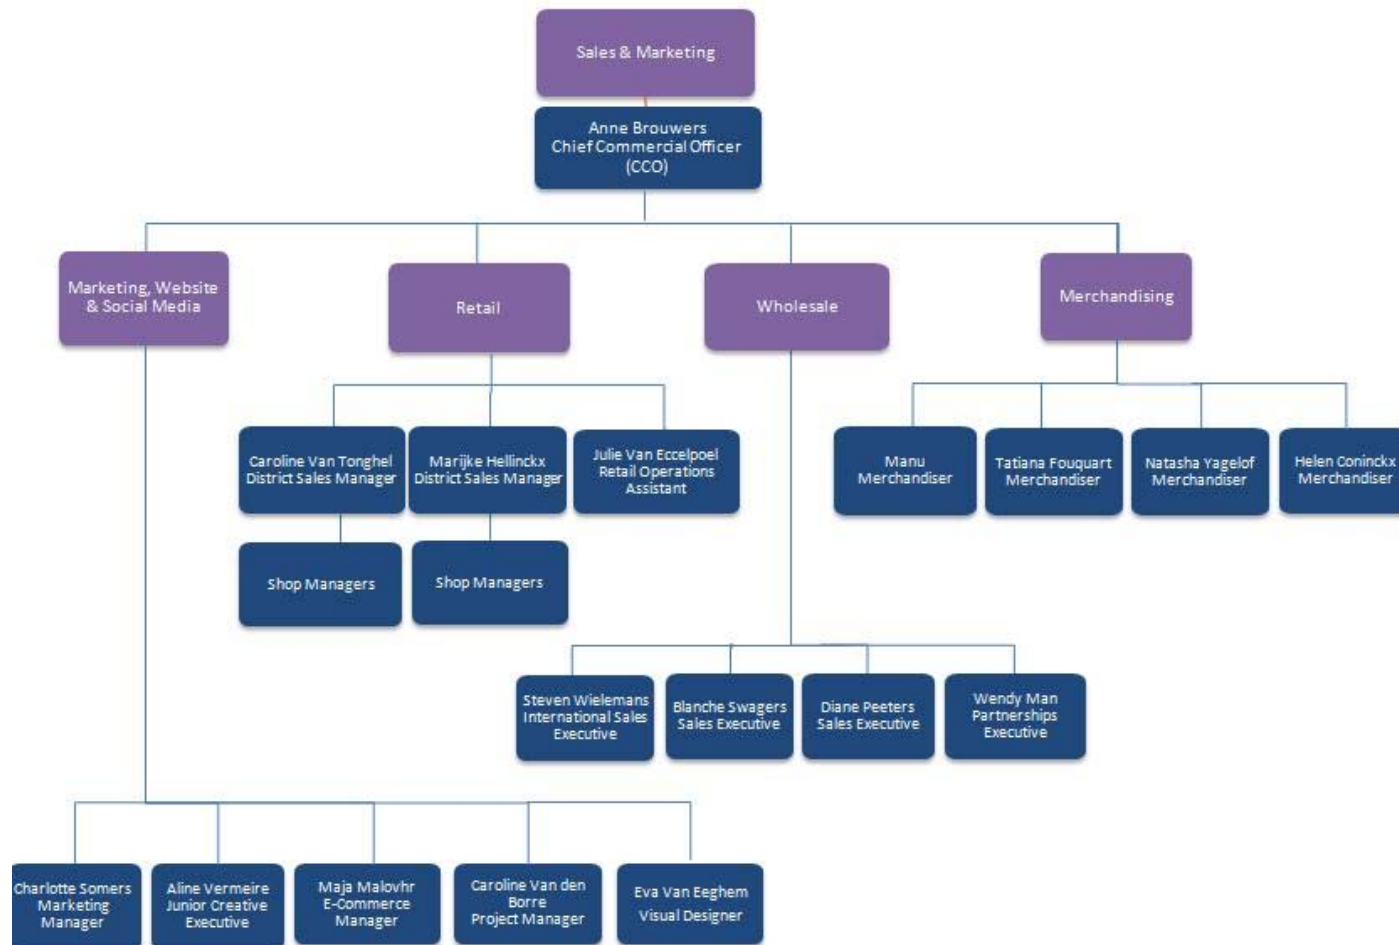 Sales & Marketing
Anne Brouwers
Chief Commercial Officer
(CCO)
Marketing, Website
& Social Media
Retail
Wholesale
Merchandising
Caroline Van Tonghel
District Sales Manager
Marijke Hellinckx
District Sales Manager
Julie Van Eccelpoel
Retail Operations
Assistant
Manu
Merchandiser
Tatiana Fouquart
Merchandiser
Natasha Yagelof
Merchandiser
Helen Coninckx
Merchandiser
Shop Managers
Shop Managers
Steven Wielemans
International Sales
Executive
Blanche Swagers
Sales Executive
Diane Peeters
Sales Executive
Wendy Man
Partnerships
Executive
Charlotte Somers
Marketing
Manager
Aline Vermeire
Junior Creative
Executive
Maja Malovhr
E-Commerce
Manager
Caroline Van den
Borre
Project Manager
Eva Van Eeghem
Visual Designer